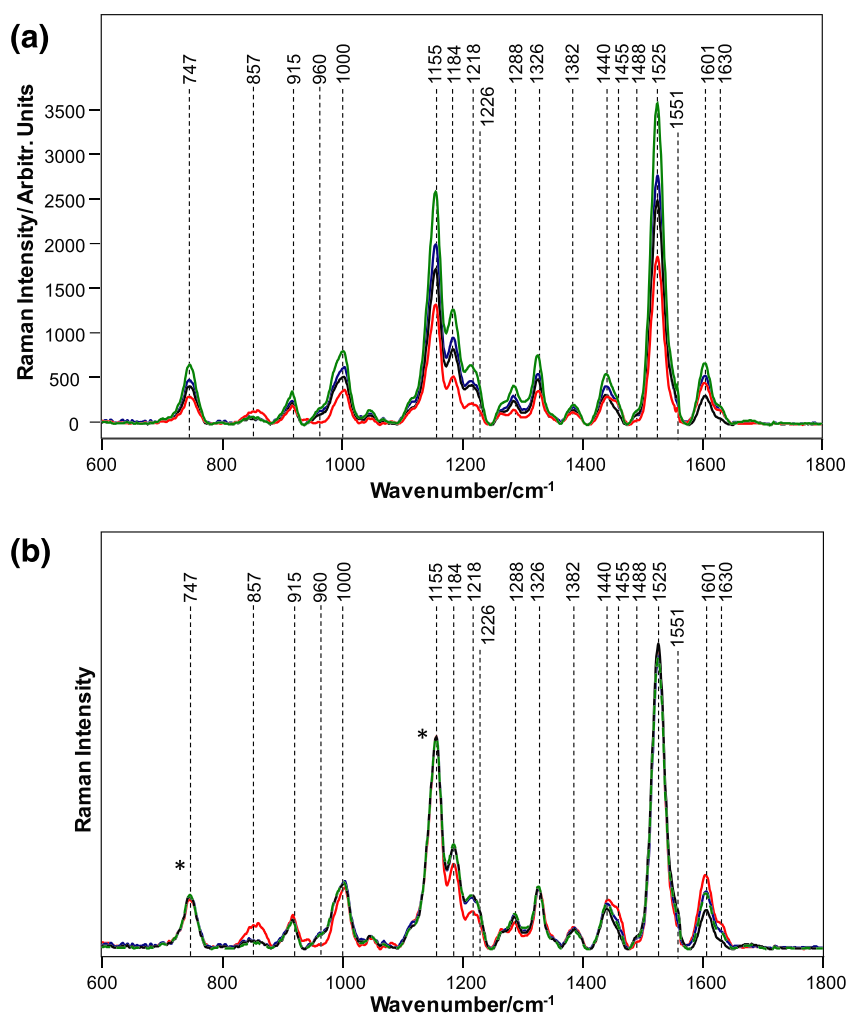 (a)
747 857 915 960 1000 1155 1184 1218 1226 1288 1326 1382 1440 1455 1488 1525 1551 1601 1630
Raman Intensity/ Arbitr. Units
3500
3000
2500
2000
1500
1000
500
0
600 800 1000 1200 1400 1600 1800
Wavenumber/cm-1
(b)
747 857 915 960 1000 1155 1184 1218 1226 1288 1326 1382 1440 1455 1488 1525 1551 1601 1630
Raman Intensity
*
*
600 800 1000 1200 1400 1600 1800
Wavenumber/cm-1